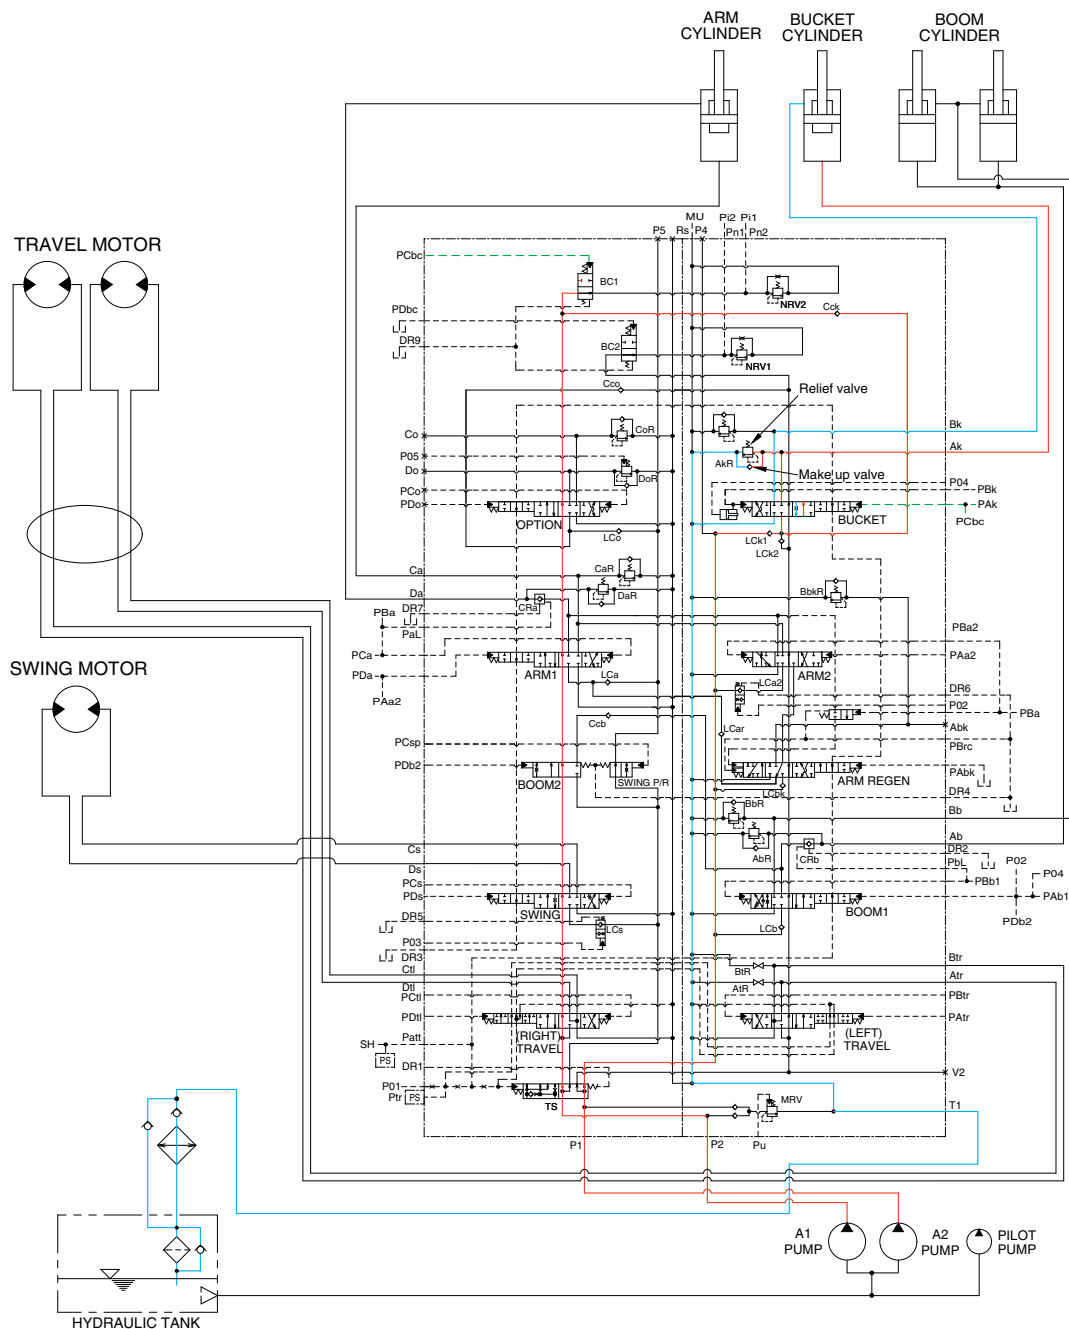 ARM
CYLINDER
BUCKET
CYLINDER
BOOM
CYLINDER
TRAVEL MOTOR
MU
Pi2 Pi1
P5 Rs P4 Pn1 Pn2
PCbc
BC1
NRV2
Cck
PDbc
DR9
BC2
NRV1
Cco
Relief valve
Co
CoR
Bk
P05
Ak
Do
DoR
AkR
Make up valve
PCo
P04
PDo
PBk
OPTION
BUCKET
PAk
PCbc
LCo
LCk1
LCk2
Ca
CaR
DaR
BbkR
Da
CRa
PBa
DR7
PaL
PBa2
PCa
PAa2
PDa
ARM1
ARM2
PAa2
LCa
LCa2
DR6
P02
PBa
Ccb
LCar
Abk
PCsp
PBrc
PDb2
PAbk
BOOM2
SWING P/R
ARM REGEN
LCbk
DR4
BbR
Bb
Ab
AbR
CRb
DR2
Cs
PbL
P02
Ds
P04
PCs
PBb1
PDs
PAb1
SWING
BOOM1
PDb2
DR5
LCs
LCb
P03
DR3
Btr
Ctl
BtR
Atr
Dtl
AtR
PCtl
PBtr
PDtl
PAtr
Patt
(RIGHT)
TRAVEL
(LEFT)
TRAVEL
SH
PS
DR1
V2
P01
Ptr
PS
TS
MRV
T1
P1
P2
Pu
SWING MOTOR
A1
PUMP
A2
PUMP
PILOT
PUMP
HYDRAULIC TANK